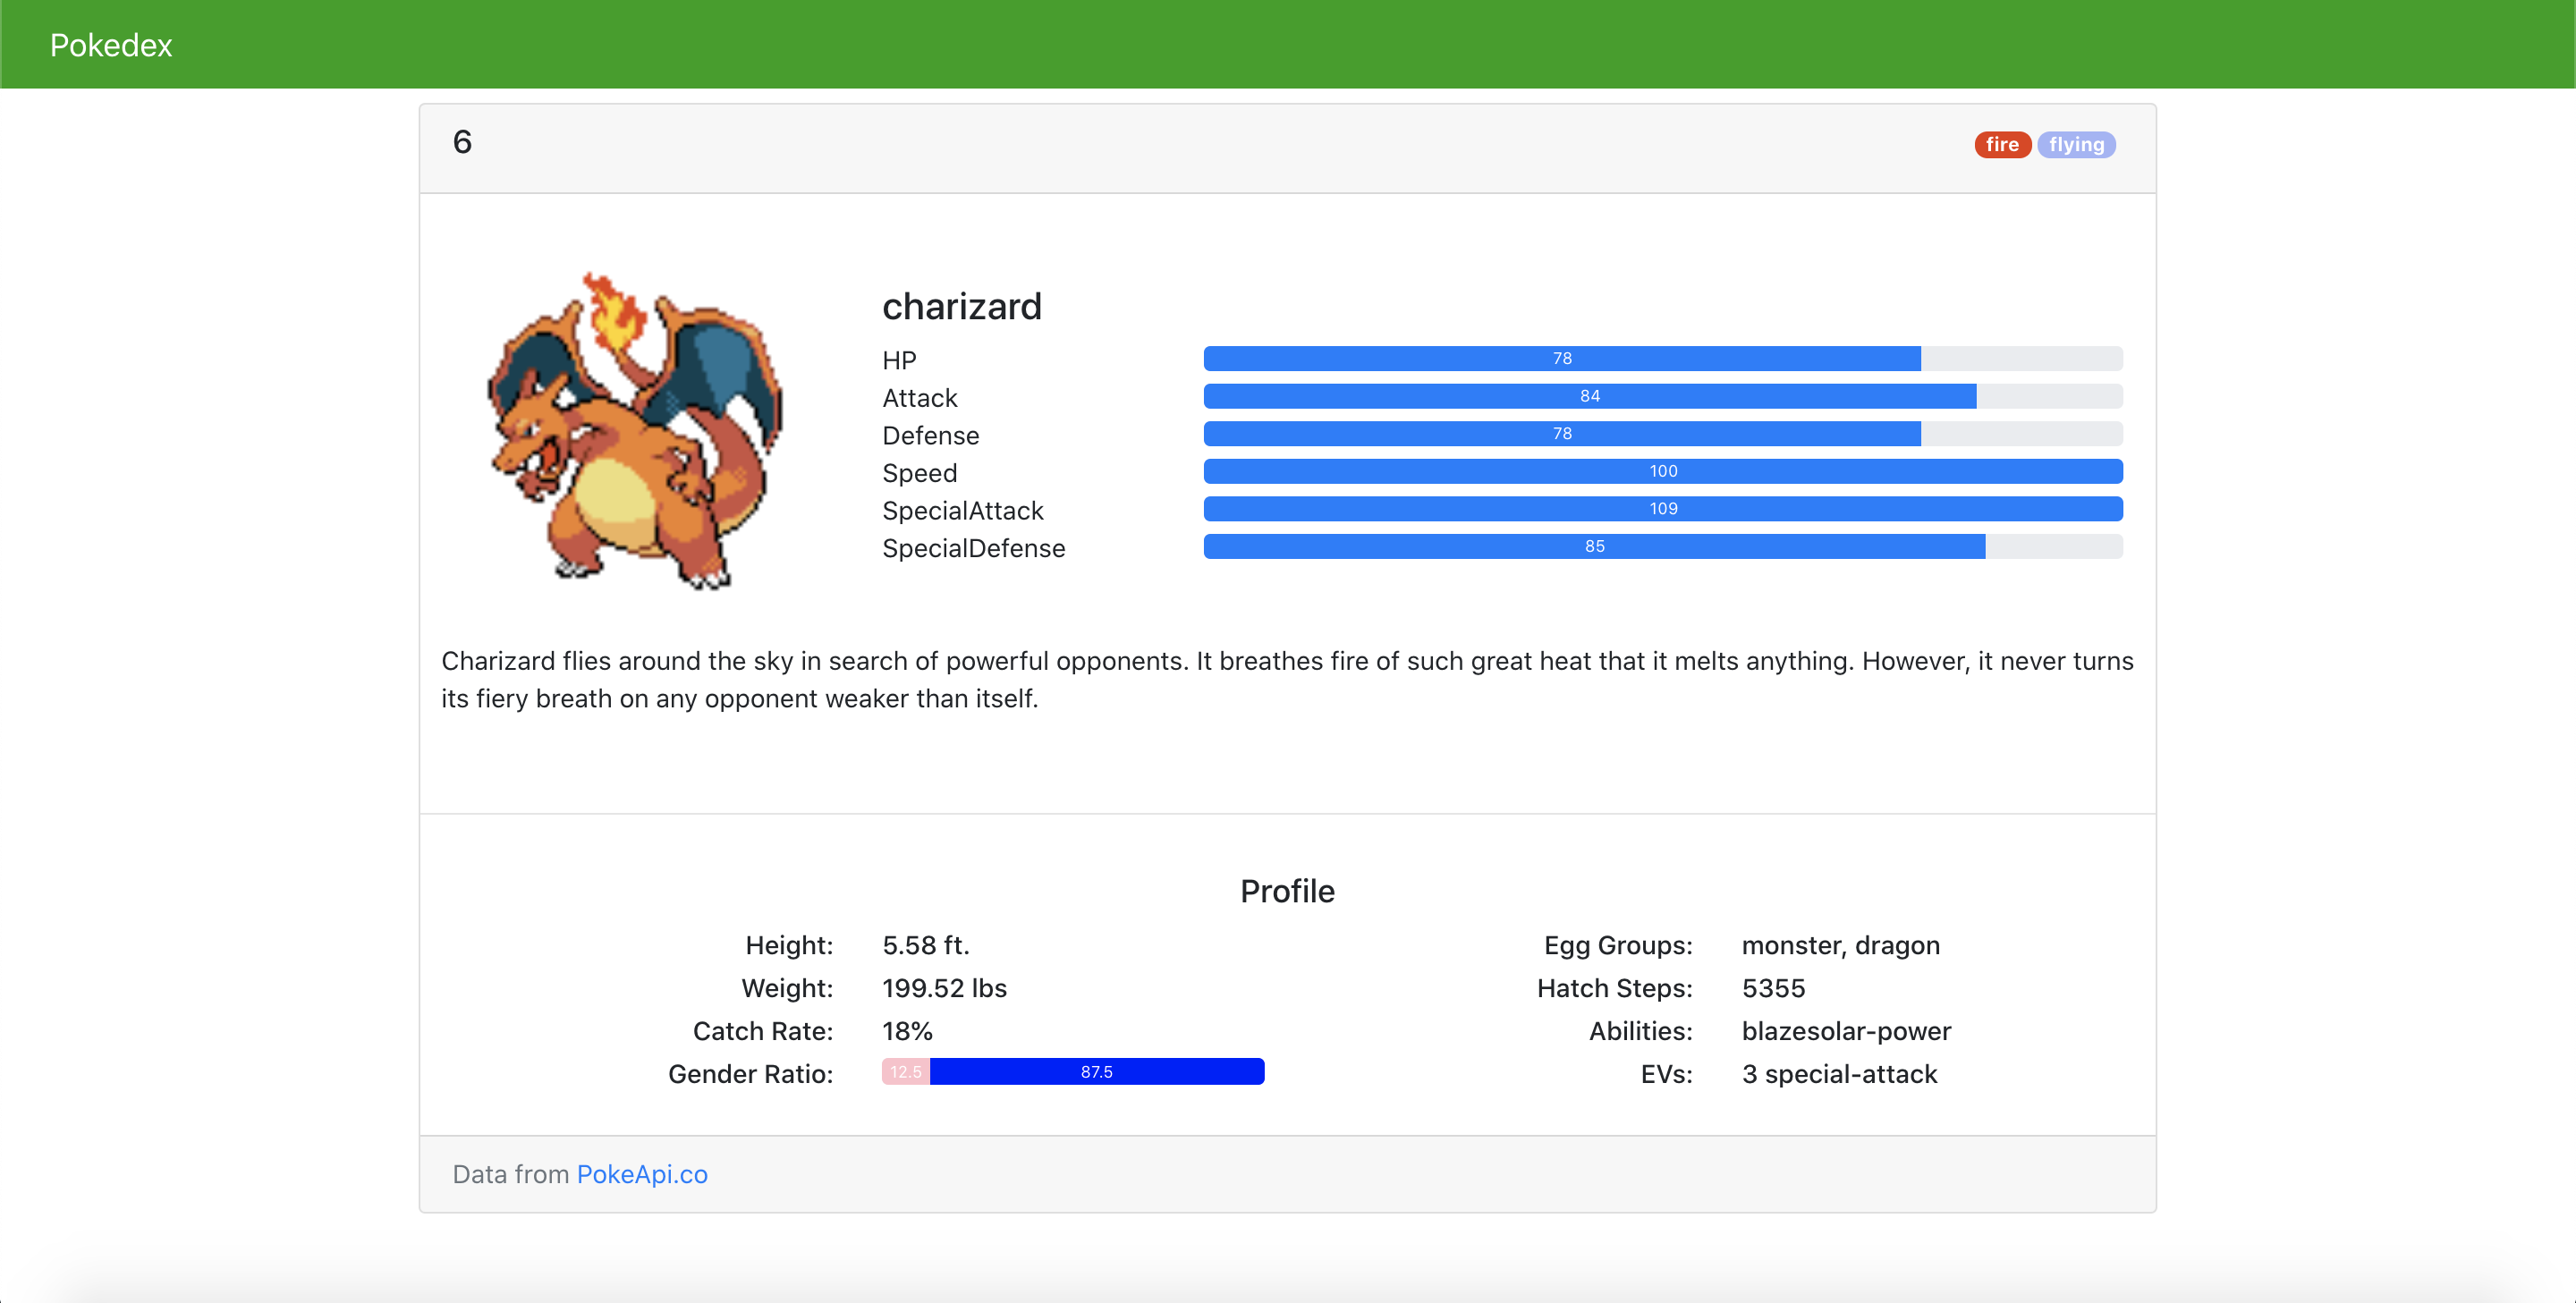 Pokedex
6
fire flying
charizard
HP 78
Attack 84
Defense 78
Speed 100
SpecialAttack 109
SpecialDefense 85
Charizard flies around the sky in search of powerful opponents. It breathes fire of such great heat that it melts anything. However, it never turns
its fiery breath on any opponent weaker than itself.
Profile
Height: 5.58 ft. Egg Groups: monster, dragon
Weight: 199.52 lbs Hatch Steps: 5355
Catch Rate: 18% Abilities: blazesolar-power
Gender Ratio: 12.5 87.5 EVs: 3 special-attack
Data from PokeApi.co